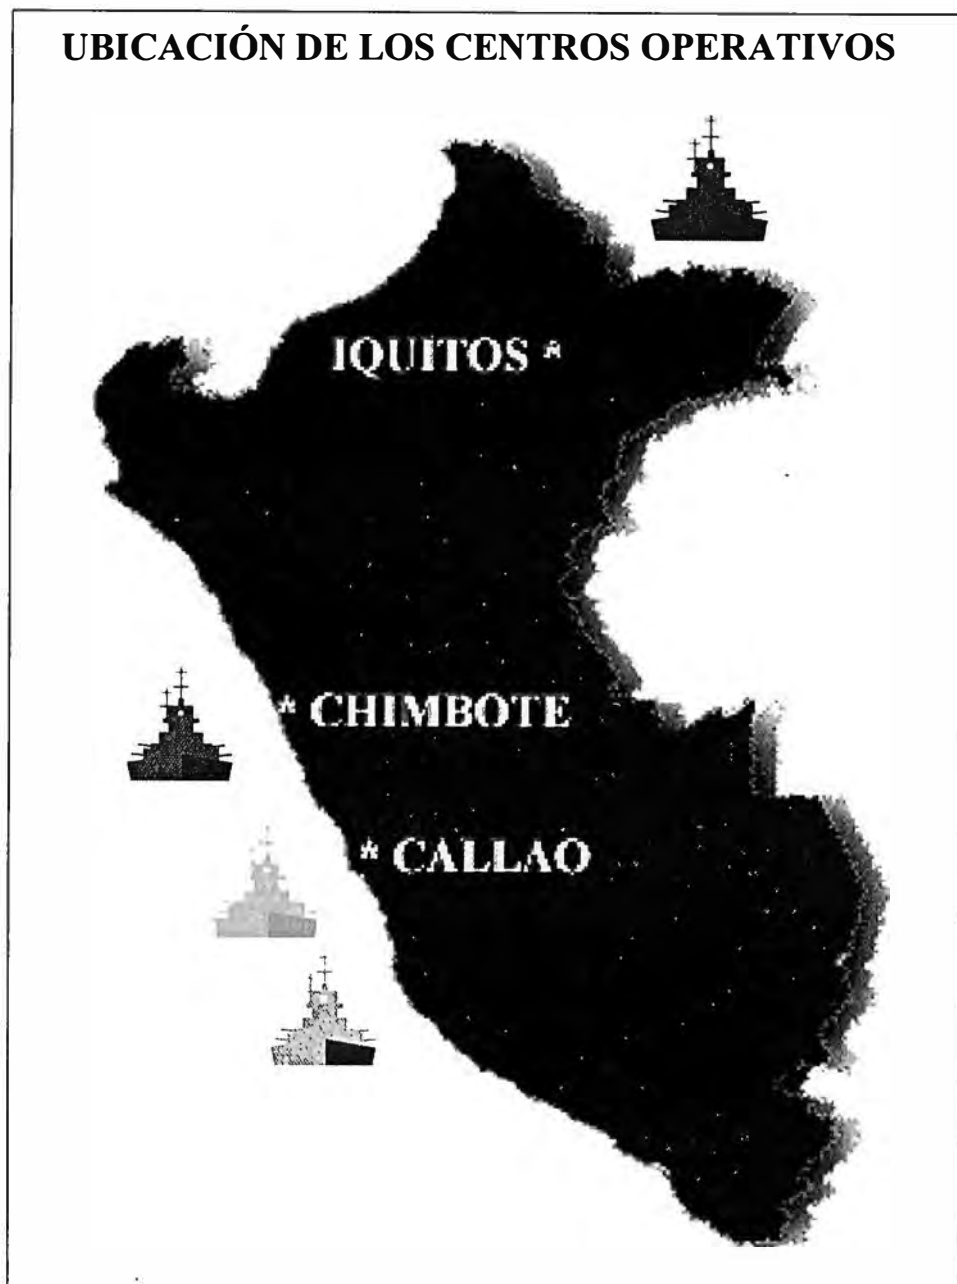 UBICACIÓN DE LOS CENTROS OPERATIVOS
IQUITOS *
* CHIMBOTE
* CALLAO